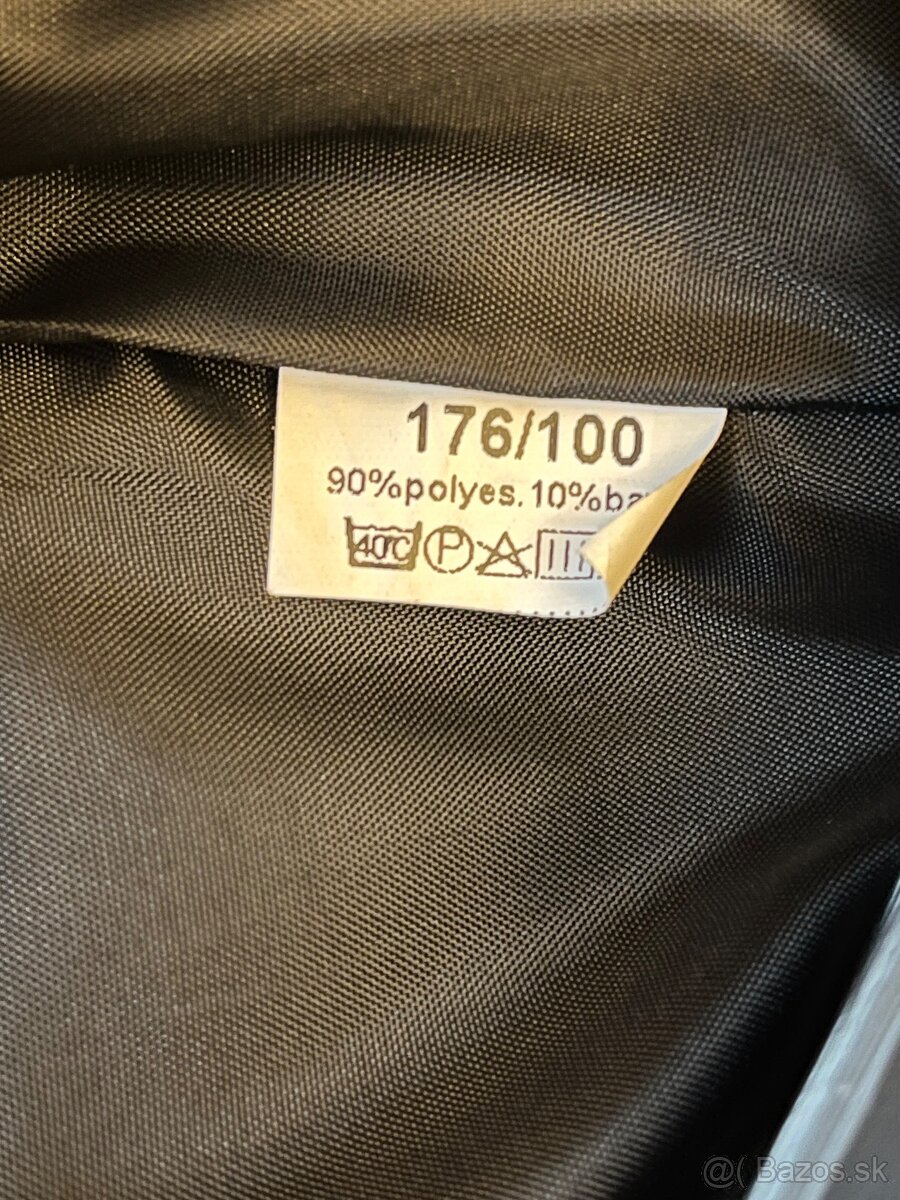 176/100
90%polyes.10%ba
40°C P
@( Bazos.sk